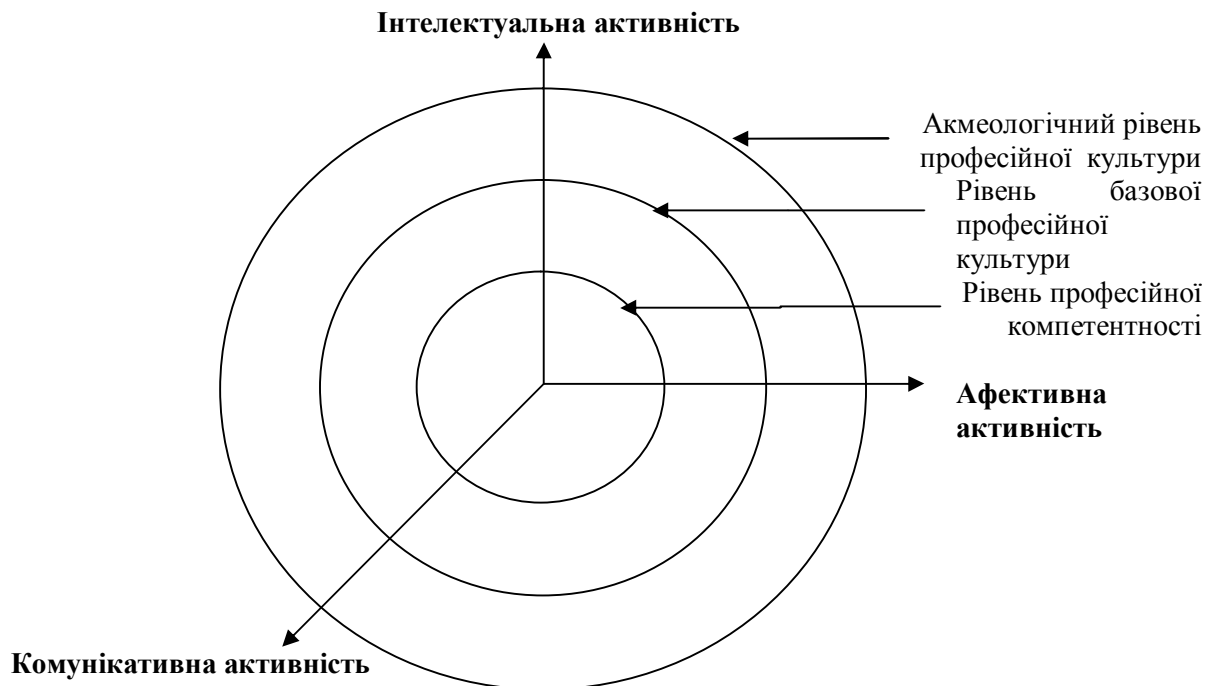 Інтелектуальна активність
Акмеологічний рівень
професійної культури
Рівень базової
професійної
культури
Рівень професійної
компетентності
Афективна
активність
Комунікативна активність